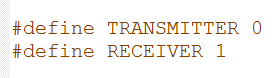 #define TRANSMITTER 0
#define RECEIVER 1